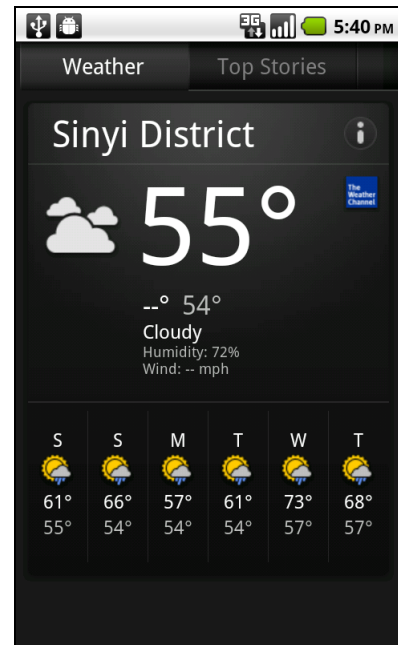 3G 5:40 PM
Weather Top Stories
Sinyi District
i
55°
The
Weather
Channel
--° 54°
Cloudy
Humidity: 72%
Wind: -- mph
S S M T W T
61° 66° 57° 61° 73° 68°
55° 54° 54° 54° 57° 57°